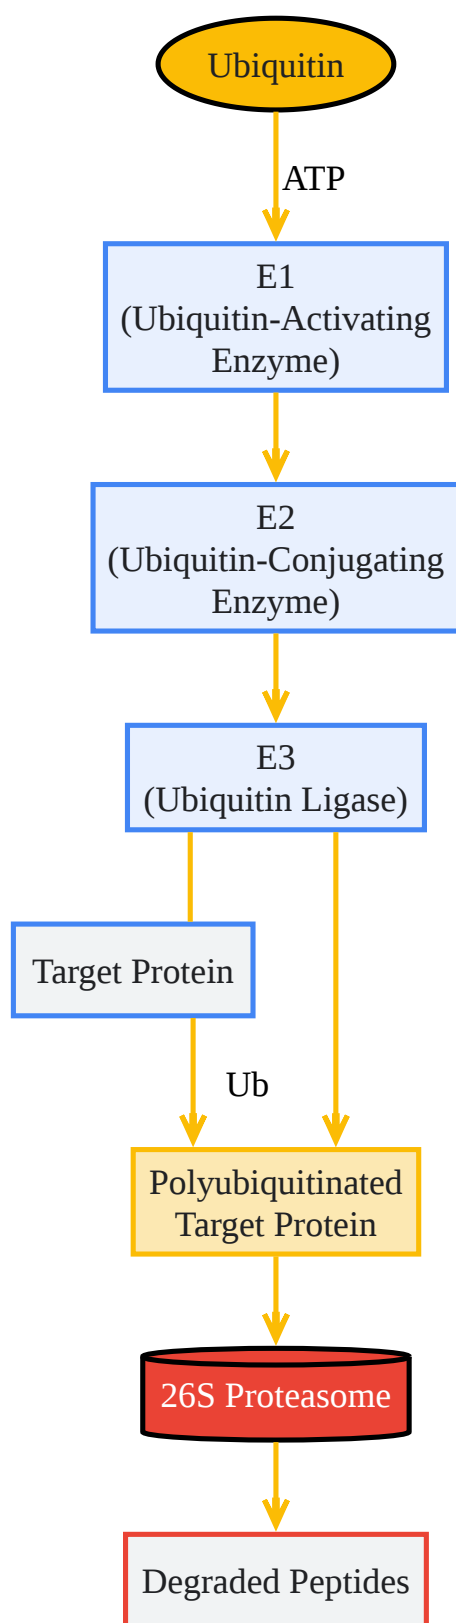 Ubiquitin
ATP
E1
(Ubiquitin-Activating
Enzyme)
E2
(Ubiquitin-Conjugating
Enzyme)
E3
(Ubiquitin Ligase)
Target Protein
Ub
Polyubiquitinated
Target Protein
26S Proteasome
Degraded Peptides